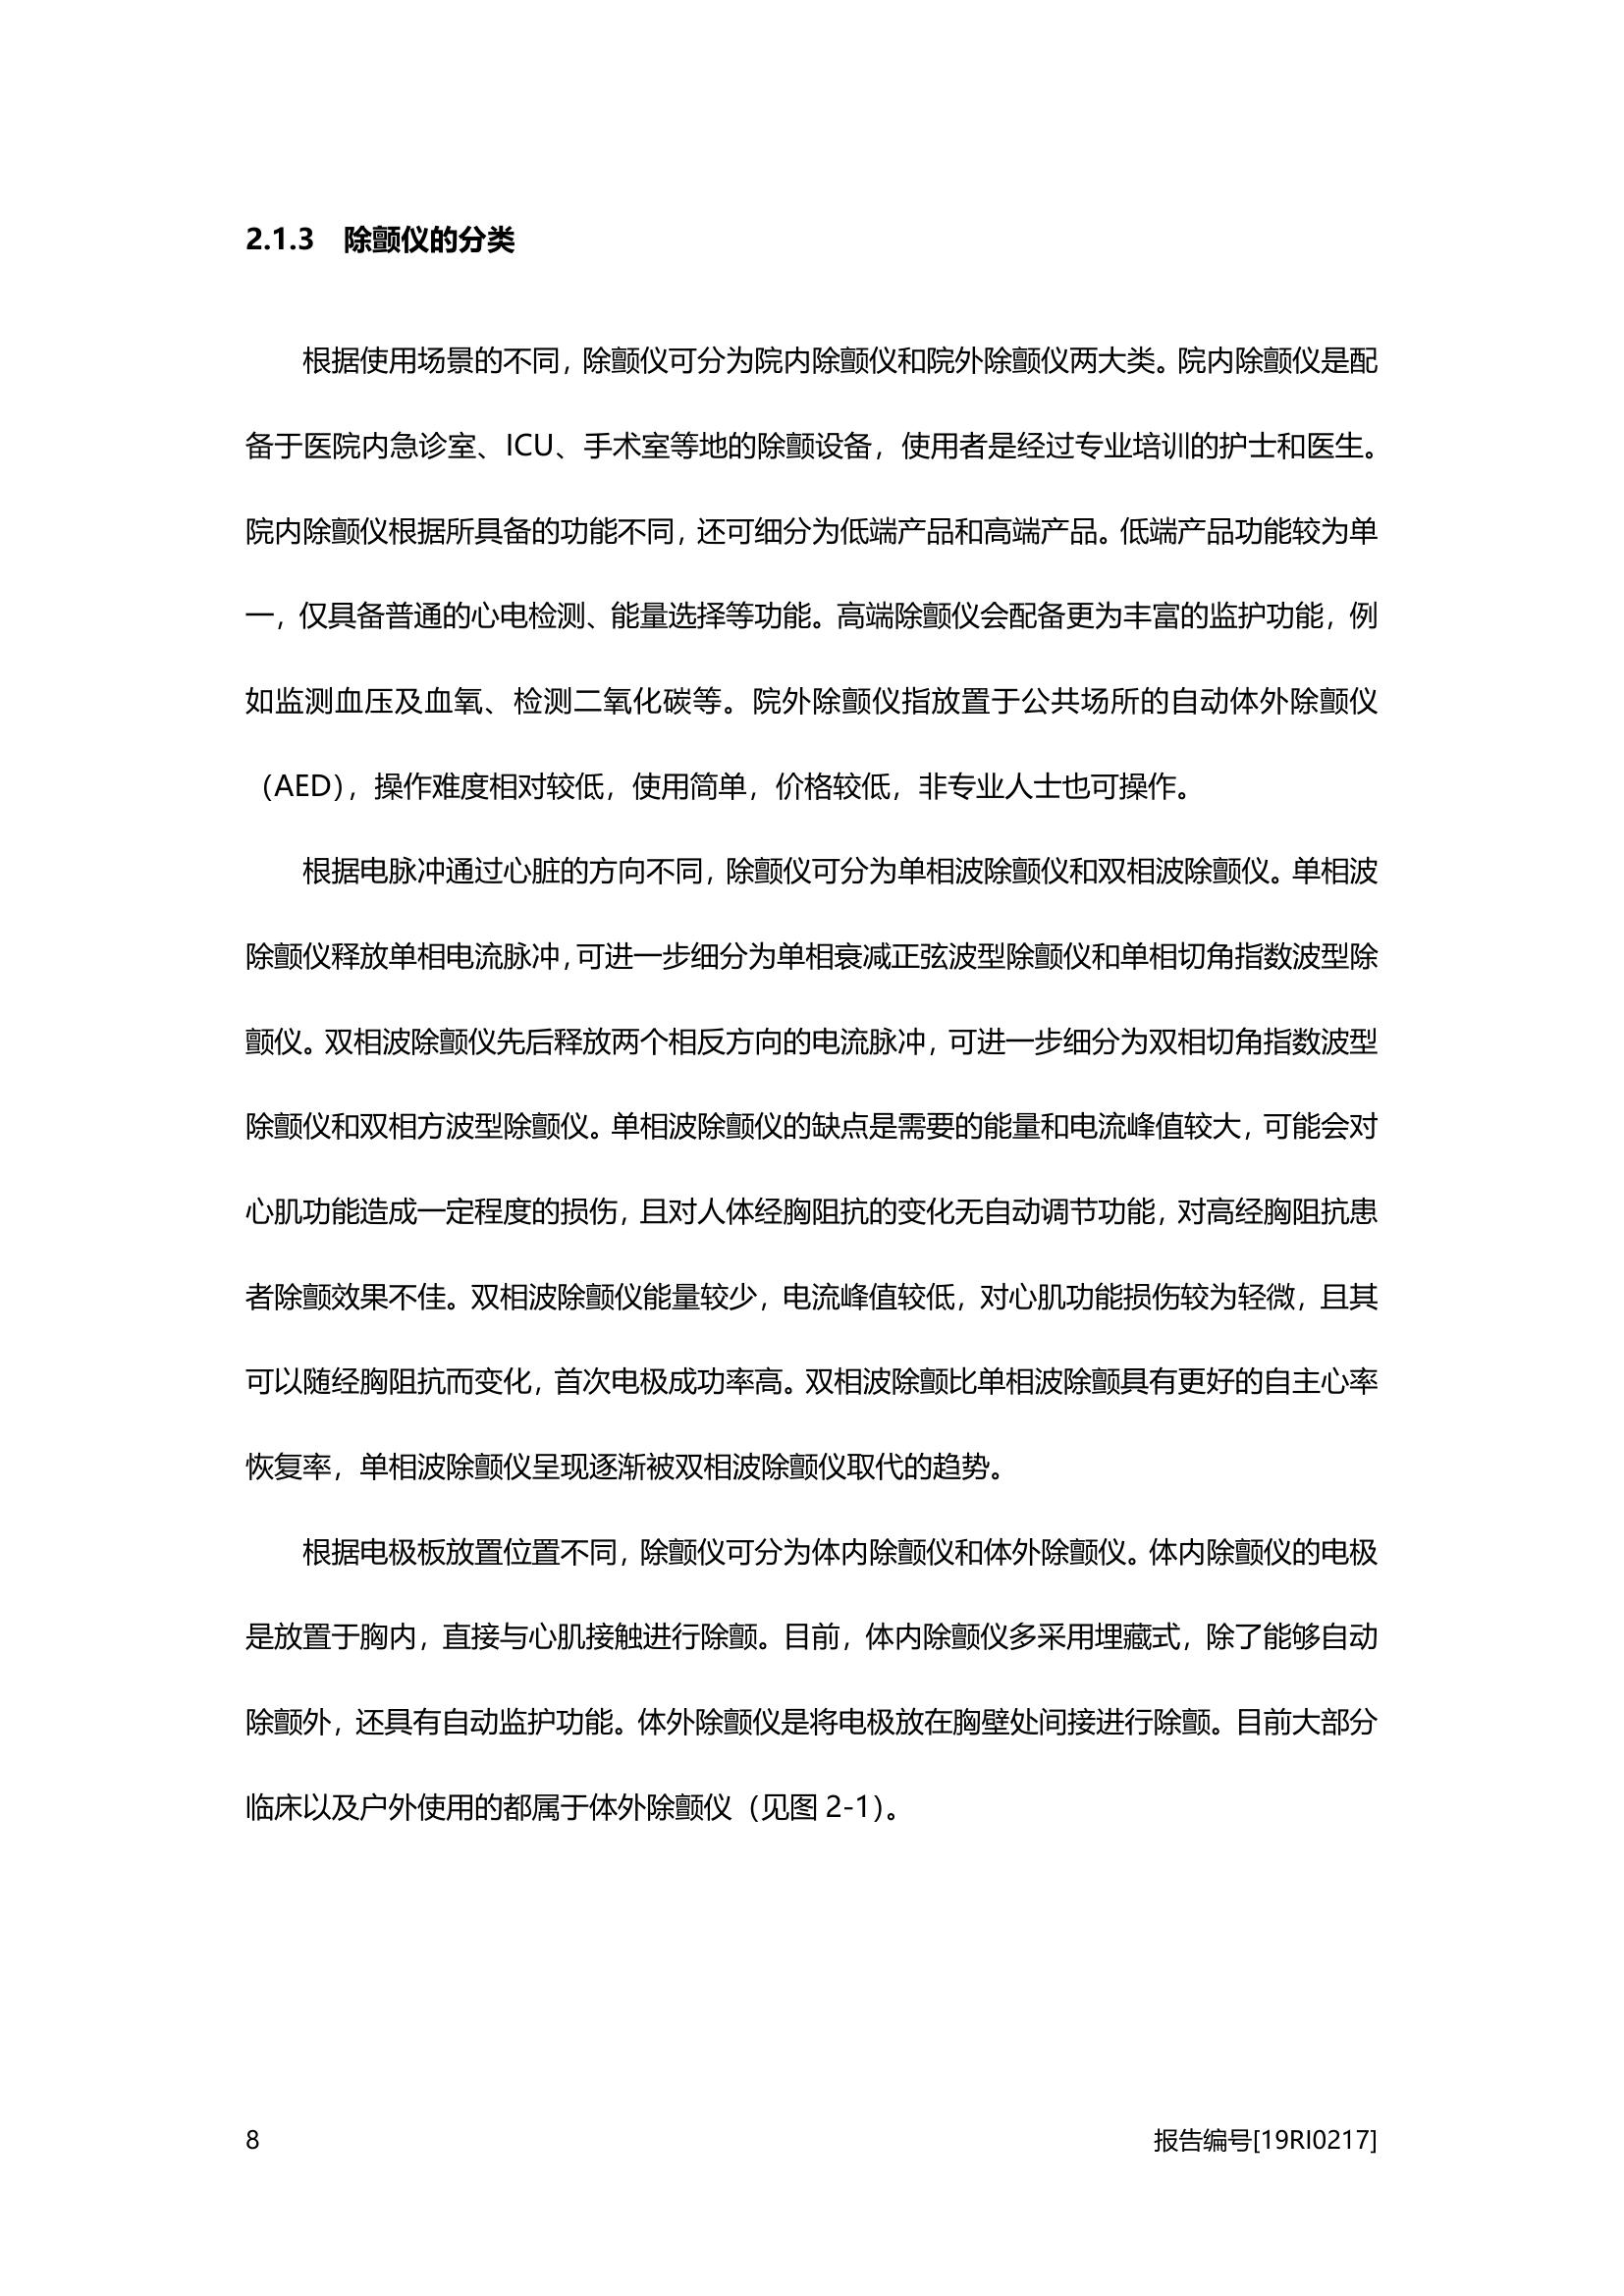 2.1.3 除颤仪的分类
根据使用场景的不同，除颤仪可分为院内除颤仪和院外除颤仪两大类。院内除颤仪是配
备于医院内急诊室、ICU、手术室等地的除颤设备，使用者是经过专业培训的护士和医生。
院内除颤仪根据所具备的功能不同，还可细分为低端产品和高端产品。低端产品功能较为单
一，仅具备普通的心电检测、能量选择等功能。高端除颤仪会配备更为丰富的监护功能，例
如监测血压及血氧、检测二氧化碳等。院外除颤仪指放置于公共场所的自动体外除颤仪
（AED），操作难度相对较低，使用简单，价格较低，非专业人士也可操作。
根据电脉冲通过心脏的方向不同，除颤仪可分为单相波除颤仪和双相波除颤仪。单相波
除颤仪释放单相电流脉冲，可进一步细分为单相衰减正弦波型除颤仪和单相切角指数波型除
颤仪。双相波除颤仪先后释放两个相反方向的电流脉冲，可进一步细分为双相切角指数波型
除颤仪和双相方波型除颤仪。单相波除颤仪的缺点是需要的能量和电流峰值较大，可能会对
心肌功能造成一定程度的损伤，且对人体经胸阻抗的变化无自动调节功能，对高经胸阻抗患
者除颤效果不佳。双相波除颤仪能量较少，电流峰值较低，对心肌功能损伤较为轻微，且其
可以随经胸阻抗而变化，首次电极成功率高。双相波除颤比单相波除颤具有更好的自主心率
恢复率，单相波除颤仪呈现逐渐被双相波除颤仪取代的趋势。
根据电极板放置位置不同，除颤仪可分为体内除颤仪和体外除颤仪。体内除颤仪的电极
是放置于胸内，直接与心肌接触进行除颤。目前，体内除颤仪多采用埋藏式，除了能够自动
除颤外，还具有自动监护功能。体外除颤仪是将电极放在胸壁处间接进行除颤。目前大部分
临床以及户外使用的都属于体外除颤仪（见图 2-1）。
8 报告编号[19RI0217]